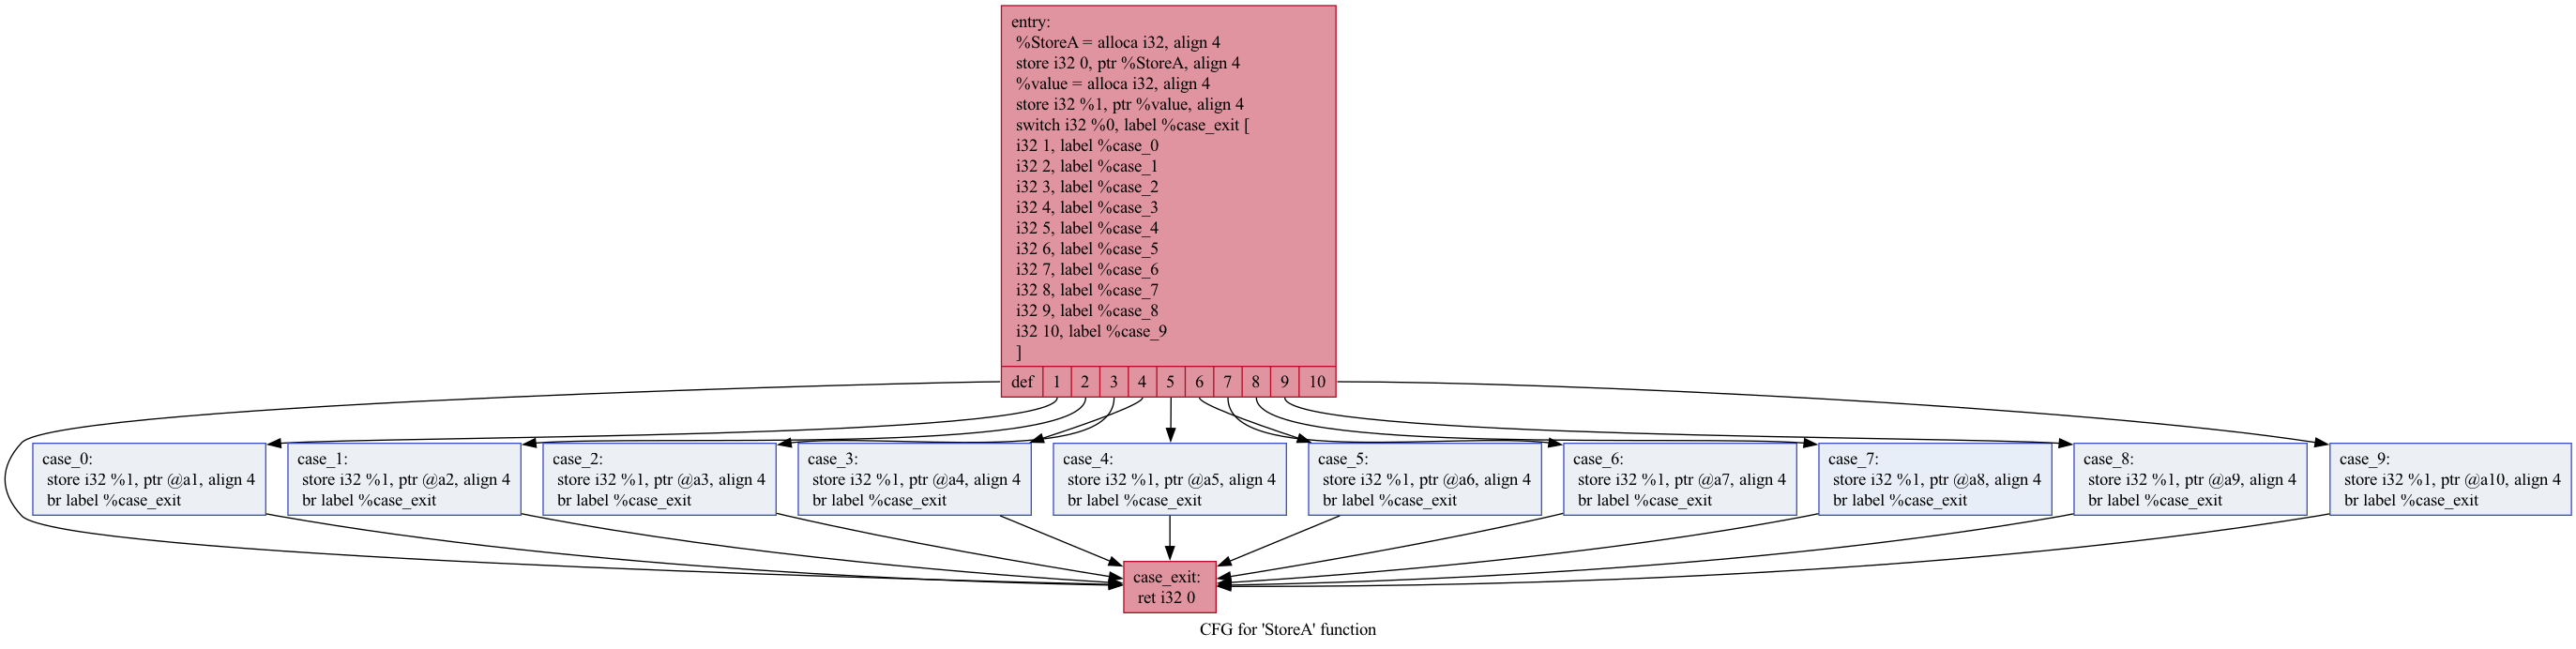 entry:
%StoreA = alloca i32, align 4
store i32 0, ptr %StoreA, align 4
%value = alloca i32, align 4
store i32 %1, ptr %value, align 4
switch i32 %0, label %case_exit [
i32 1, label %case_0
i32 2, label %case_1
i32 3, label %case_2
i32 4, label %case_3
i32 5, label %case_4
i32 6, label %case_5
i32 7, label %case_6
i32 8, label %case_7
i32 9, label %case_8
i32 10, label %case_9
]
def 1 2 3 4 5 6 7 8 9 10
case_0:
store i32 %1, ptr @a1, align 4
br label %case_exit
case_1:
store i32 %1, ptr @a2, align 4
br label %case_exit
case_2:
store i32 %1, ptr @a3, align 4
br label %case_exit
case_3:
store i32 %1, ptr @a4, align 4
br label %case_exit
case_4:
store i32 %1, ptr @a5, align 4
br label %case_exit
case_5:
store i32 %1, ptr @a6, align 4
br label %case_exit
case_6:
store i32 %1, ptr @a7, align 4
br label %case_exit
case_7:
store i32 %1, ptr @a8, align 4
br label %case_exit
case_8:
store i32 %1, ptr @a9, align 4
br label %case_exit
case_9:
store i32 %1, ptr @a10, align 4
br label %case_exit
case_exit:
ret i32 0
CFG for 'StoreA' function